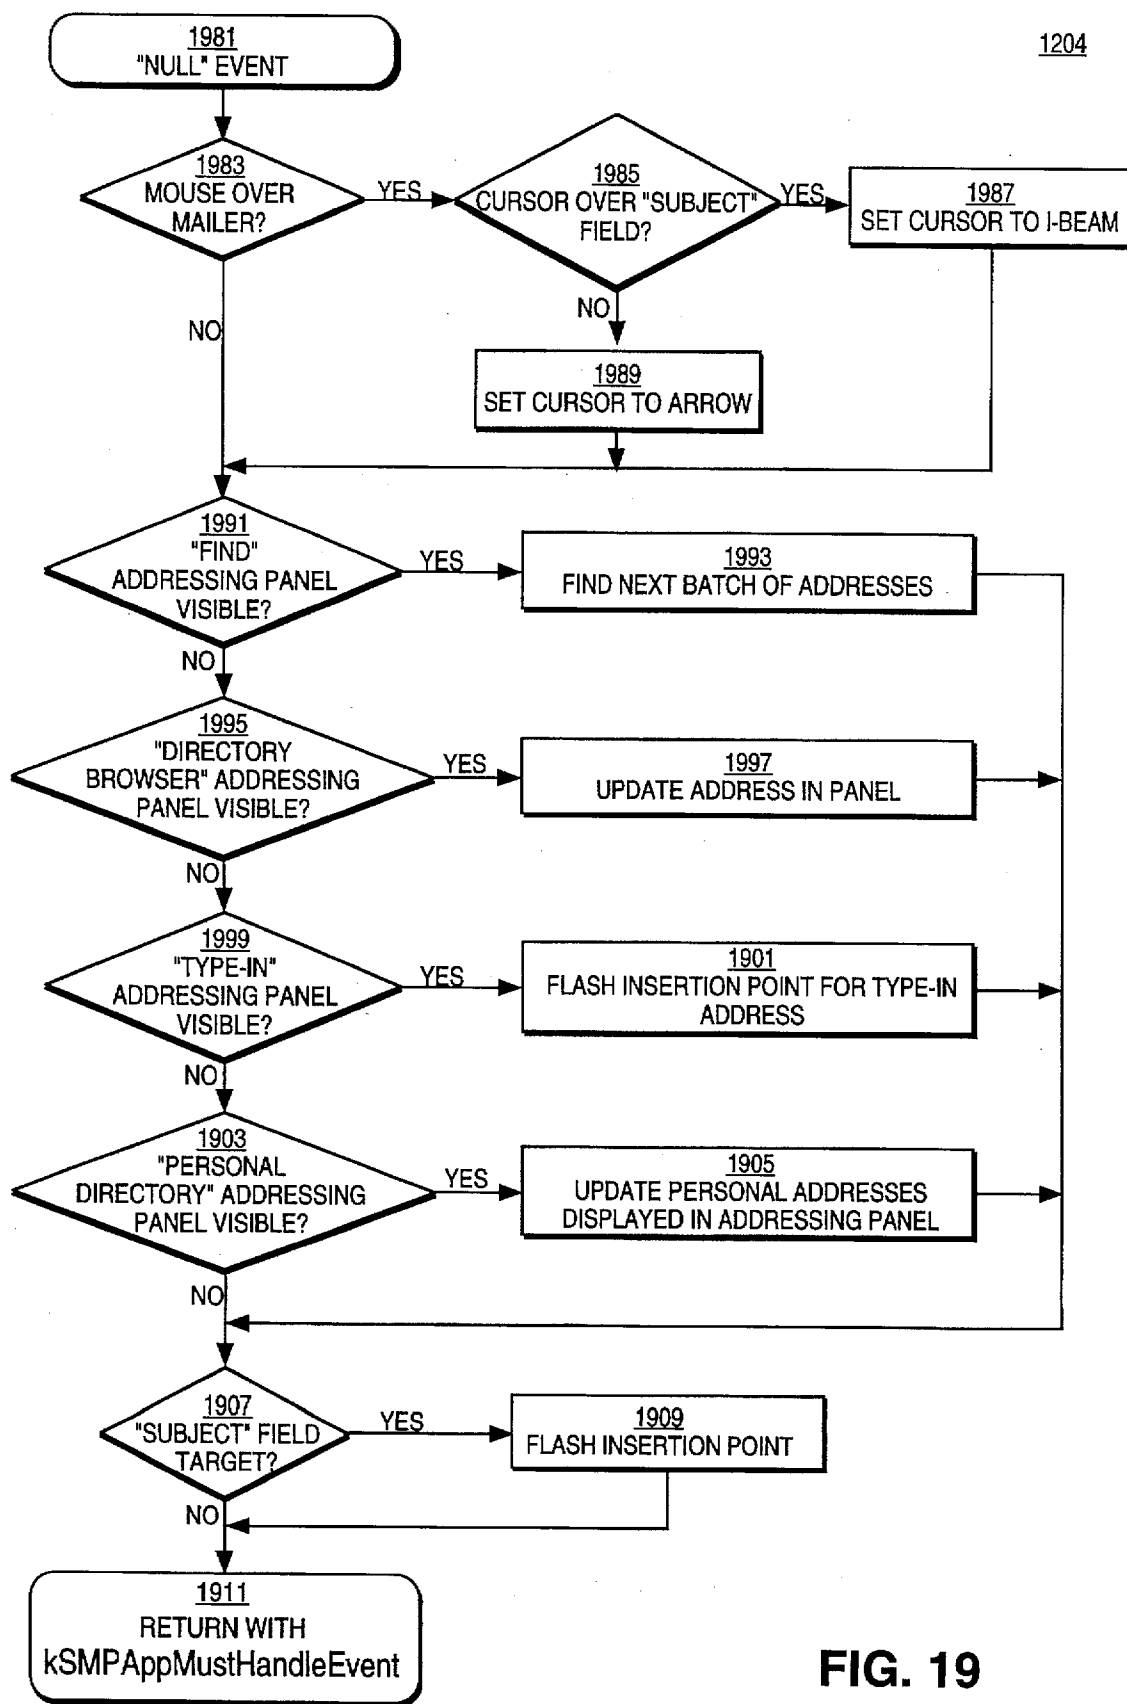 1204
1981
"NULL" EVENT
1983
MOUSE OVER
MAILER?
YES
1985
CURSOR OVER "SUBJECT"
FIELD?
YES
1987
SET CURSOR TO I-BEAM
NO
NO
1989
SET CURSOR TO ARROW
1991
"FIND"
ADDRESSING PANEL
VISIBLE?
YES
1993
FIND NEXT BATCH OF ADDRESSES
NO
1995
"DIRECTORY
BROWSER" ADDRESSING
PANEL VISIBLE?
YES
1997
UPDATE ADDRESS IN PANEL
NO
1999
"TYPE-IN"
ADDRESSING PANEL
VISIBLE?
YES
1901
FLASH INSERTION POINT FOR TYPE-IN
ADDRESS
NO
1903
"PERSONAL
DIRECTORY" ADDRESSING
PANEL VISIBLE?
YES
1905
UPDATE PERSONAL ADDRESSES
DISPLAYED IN ADDRESSING PANEL
NO
1907
"SUBJECT" FIELD
TARGET?
YES
1909
FLASH INSERTION POINT
NO
1911
RETURN WITH
kSMPAppMustHandleEvent
FIG. 19